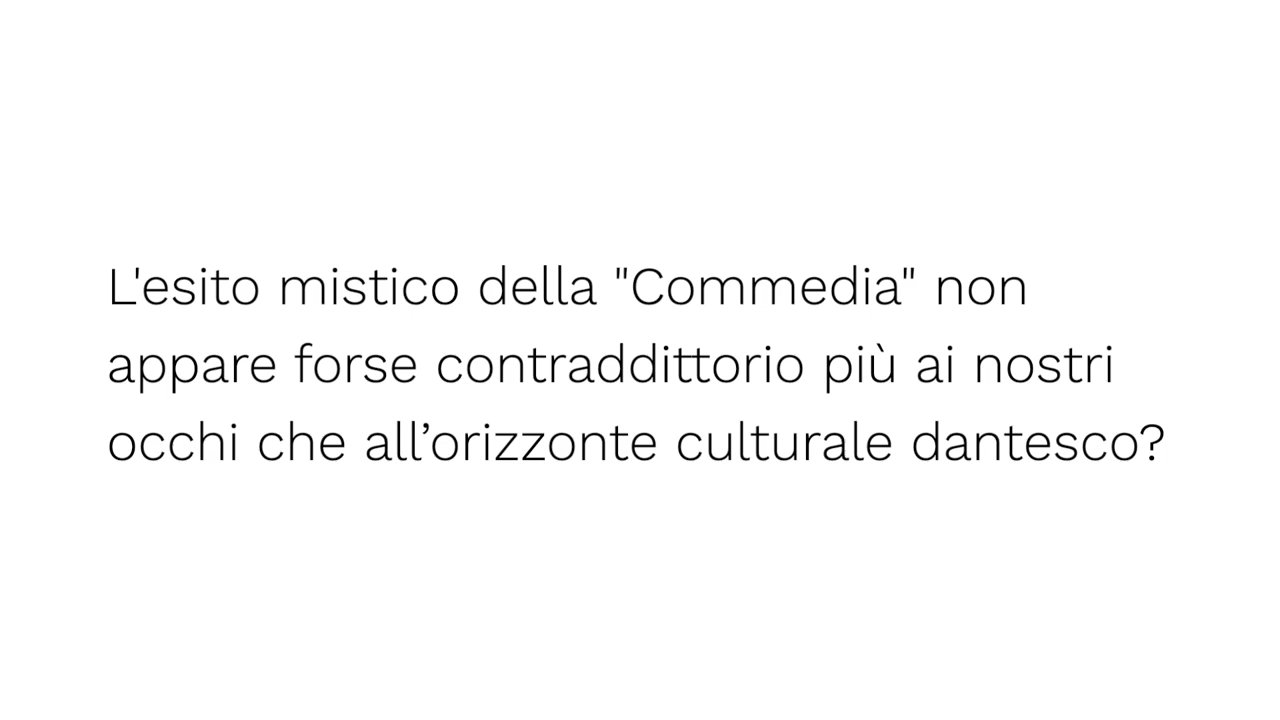 L'esito mistico della "Commedia" non
appare forse contraddittorio più ai nostri
occhi che all’orizzonte culturale dantesco?